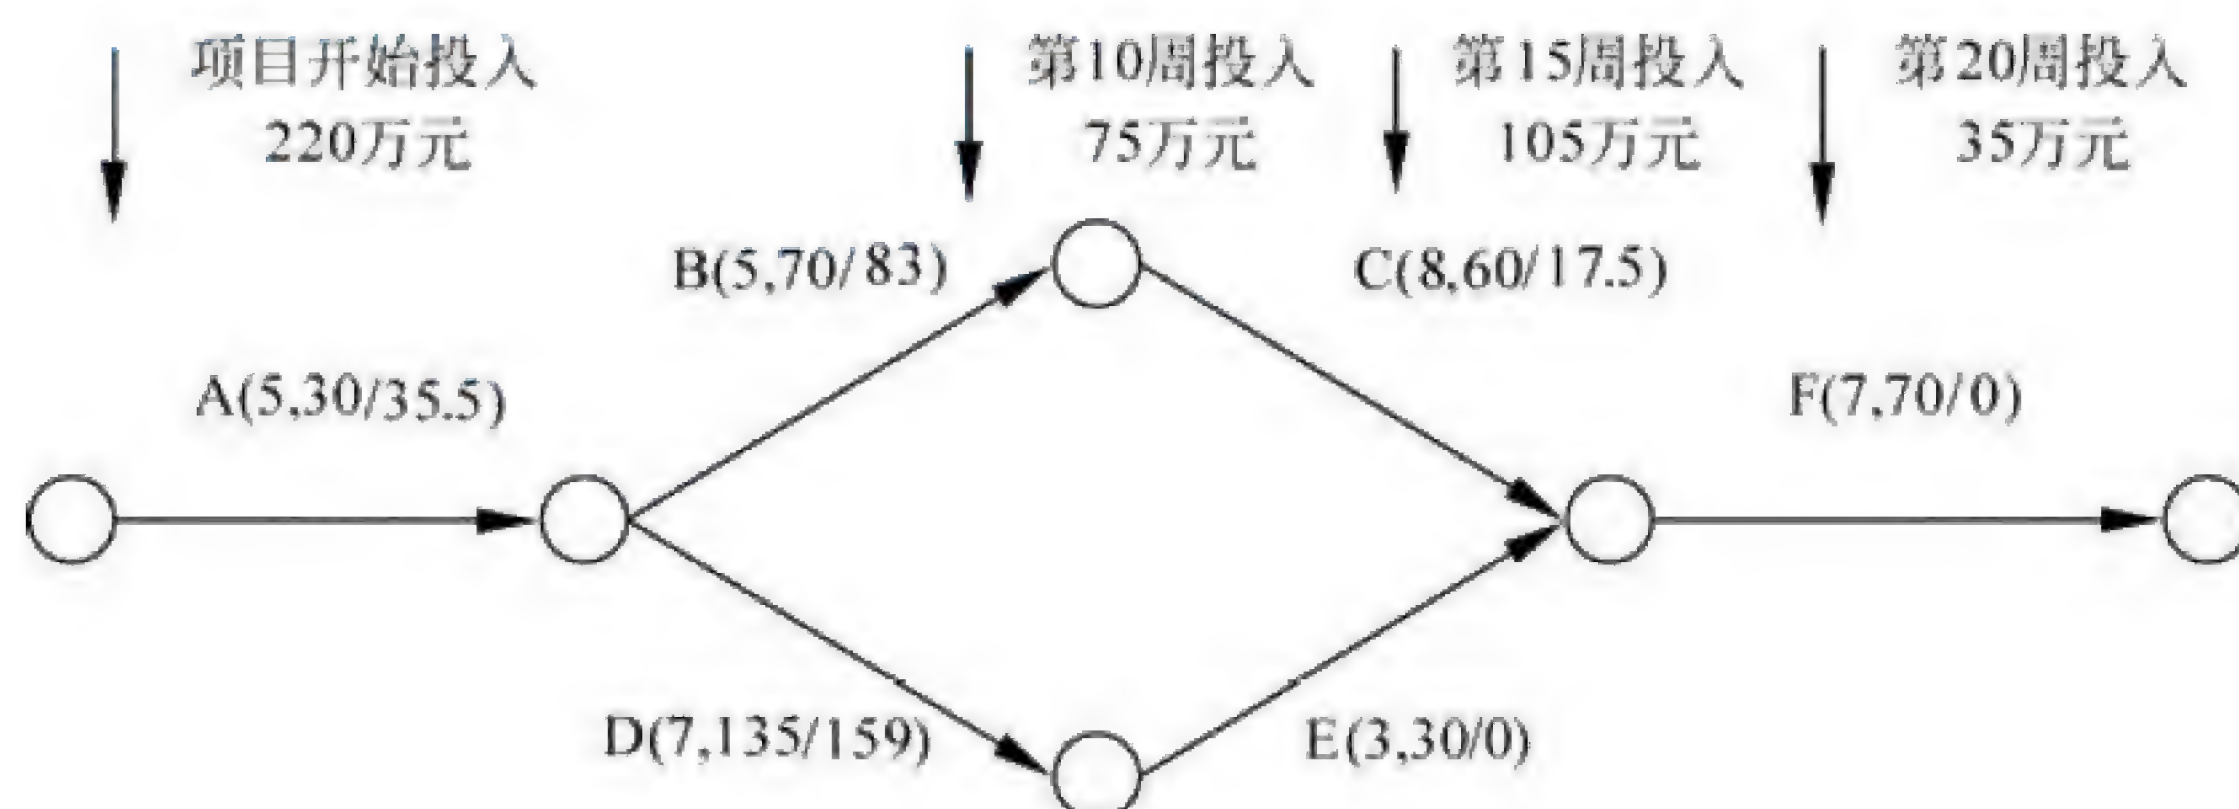 项目开始投入
220万元
第10周投入
75万元
第15周投入
105万元
第20周投入
35万元
B(5,70/83)
C(8,60/17.5)
A(5,30/35.5)
F(7,70/0)
D(7,135/159)
E(3,30/0)